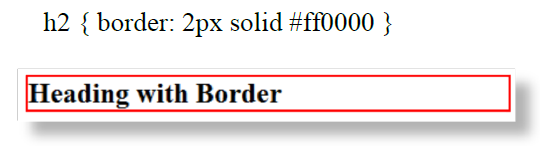 h2 { border: 2px solid #ff0000 }
Heading with Border